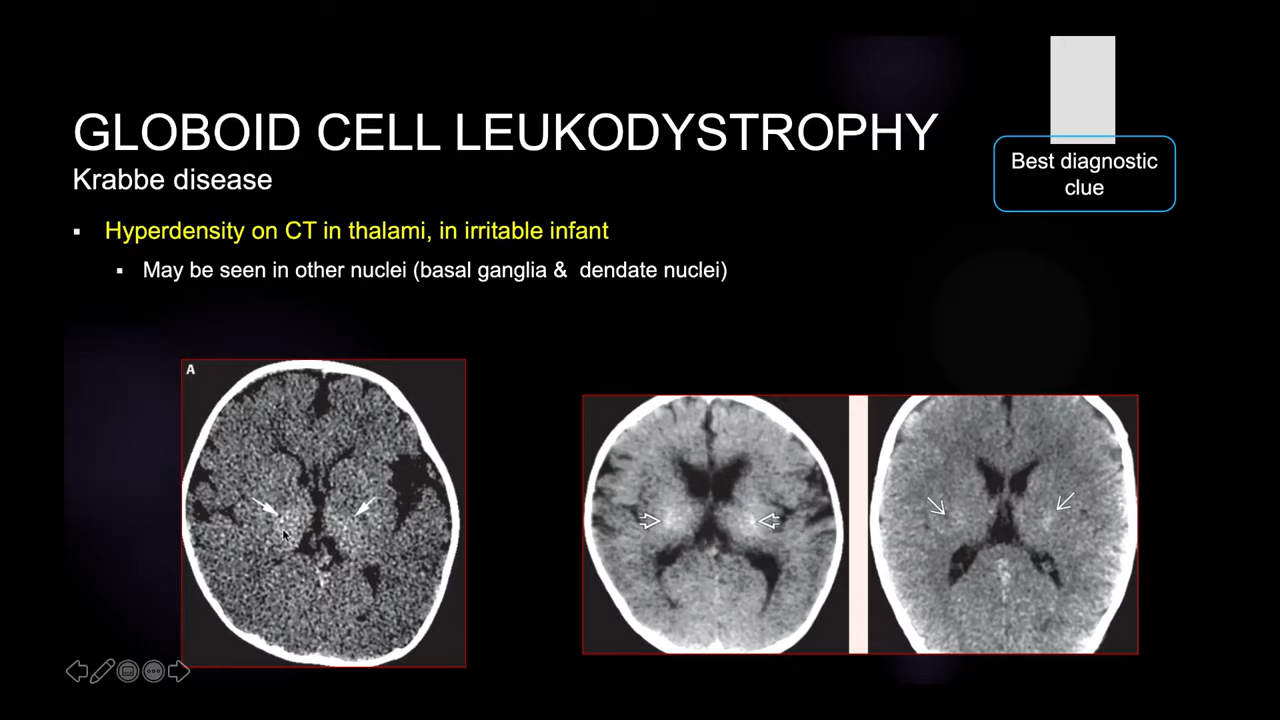 GLOBOID CELL LEUKODYSTROPHY
Krabbe disease
Best diagnostic
clue
▪ Hyperdensity on CT in thalami, in irritable infant
▪ May be seen in other nuclei (basal ganglia & dendate nuclei)
A